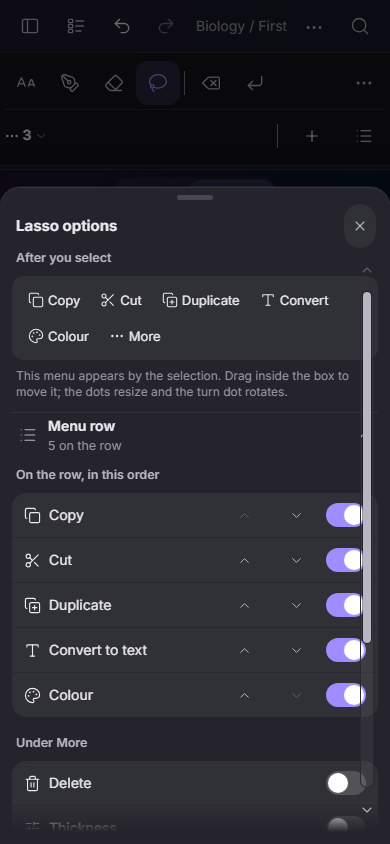 Biology / First
AA
3
Lasso options
After you select
Copy Cut Duplicate Convert
Colour More
This menu appears by the selection. Drag inside the box to
move it; the dots resize and the turn dot rotates.
Menu row
5 on the row
On the row, in this order
Copy
Cut
Duplicate
Convert to text
Colour
Under More
Delete
Thickness